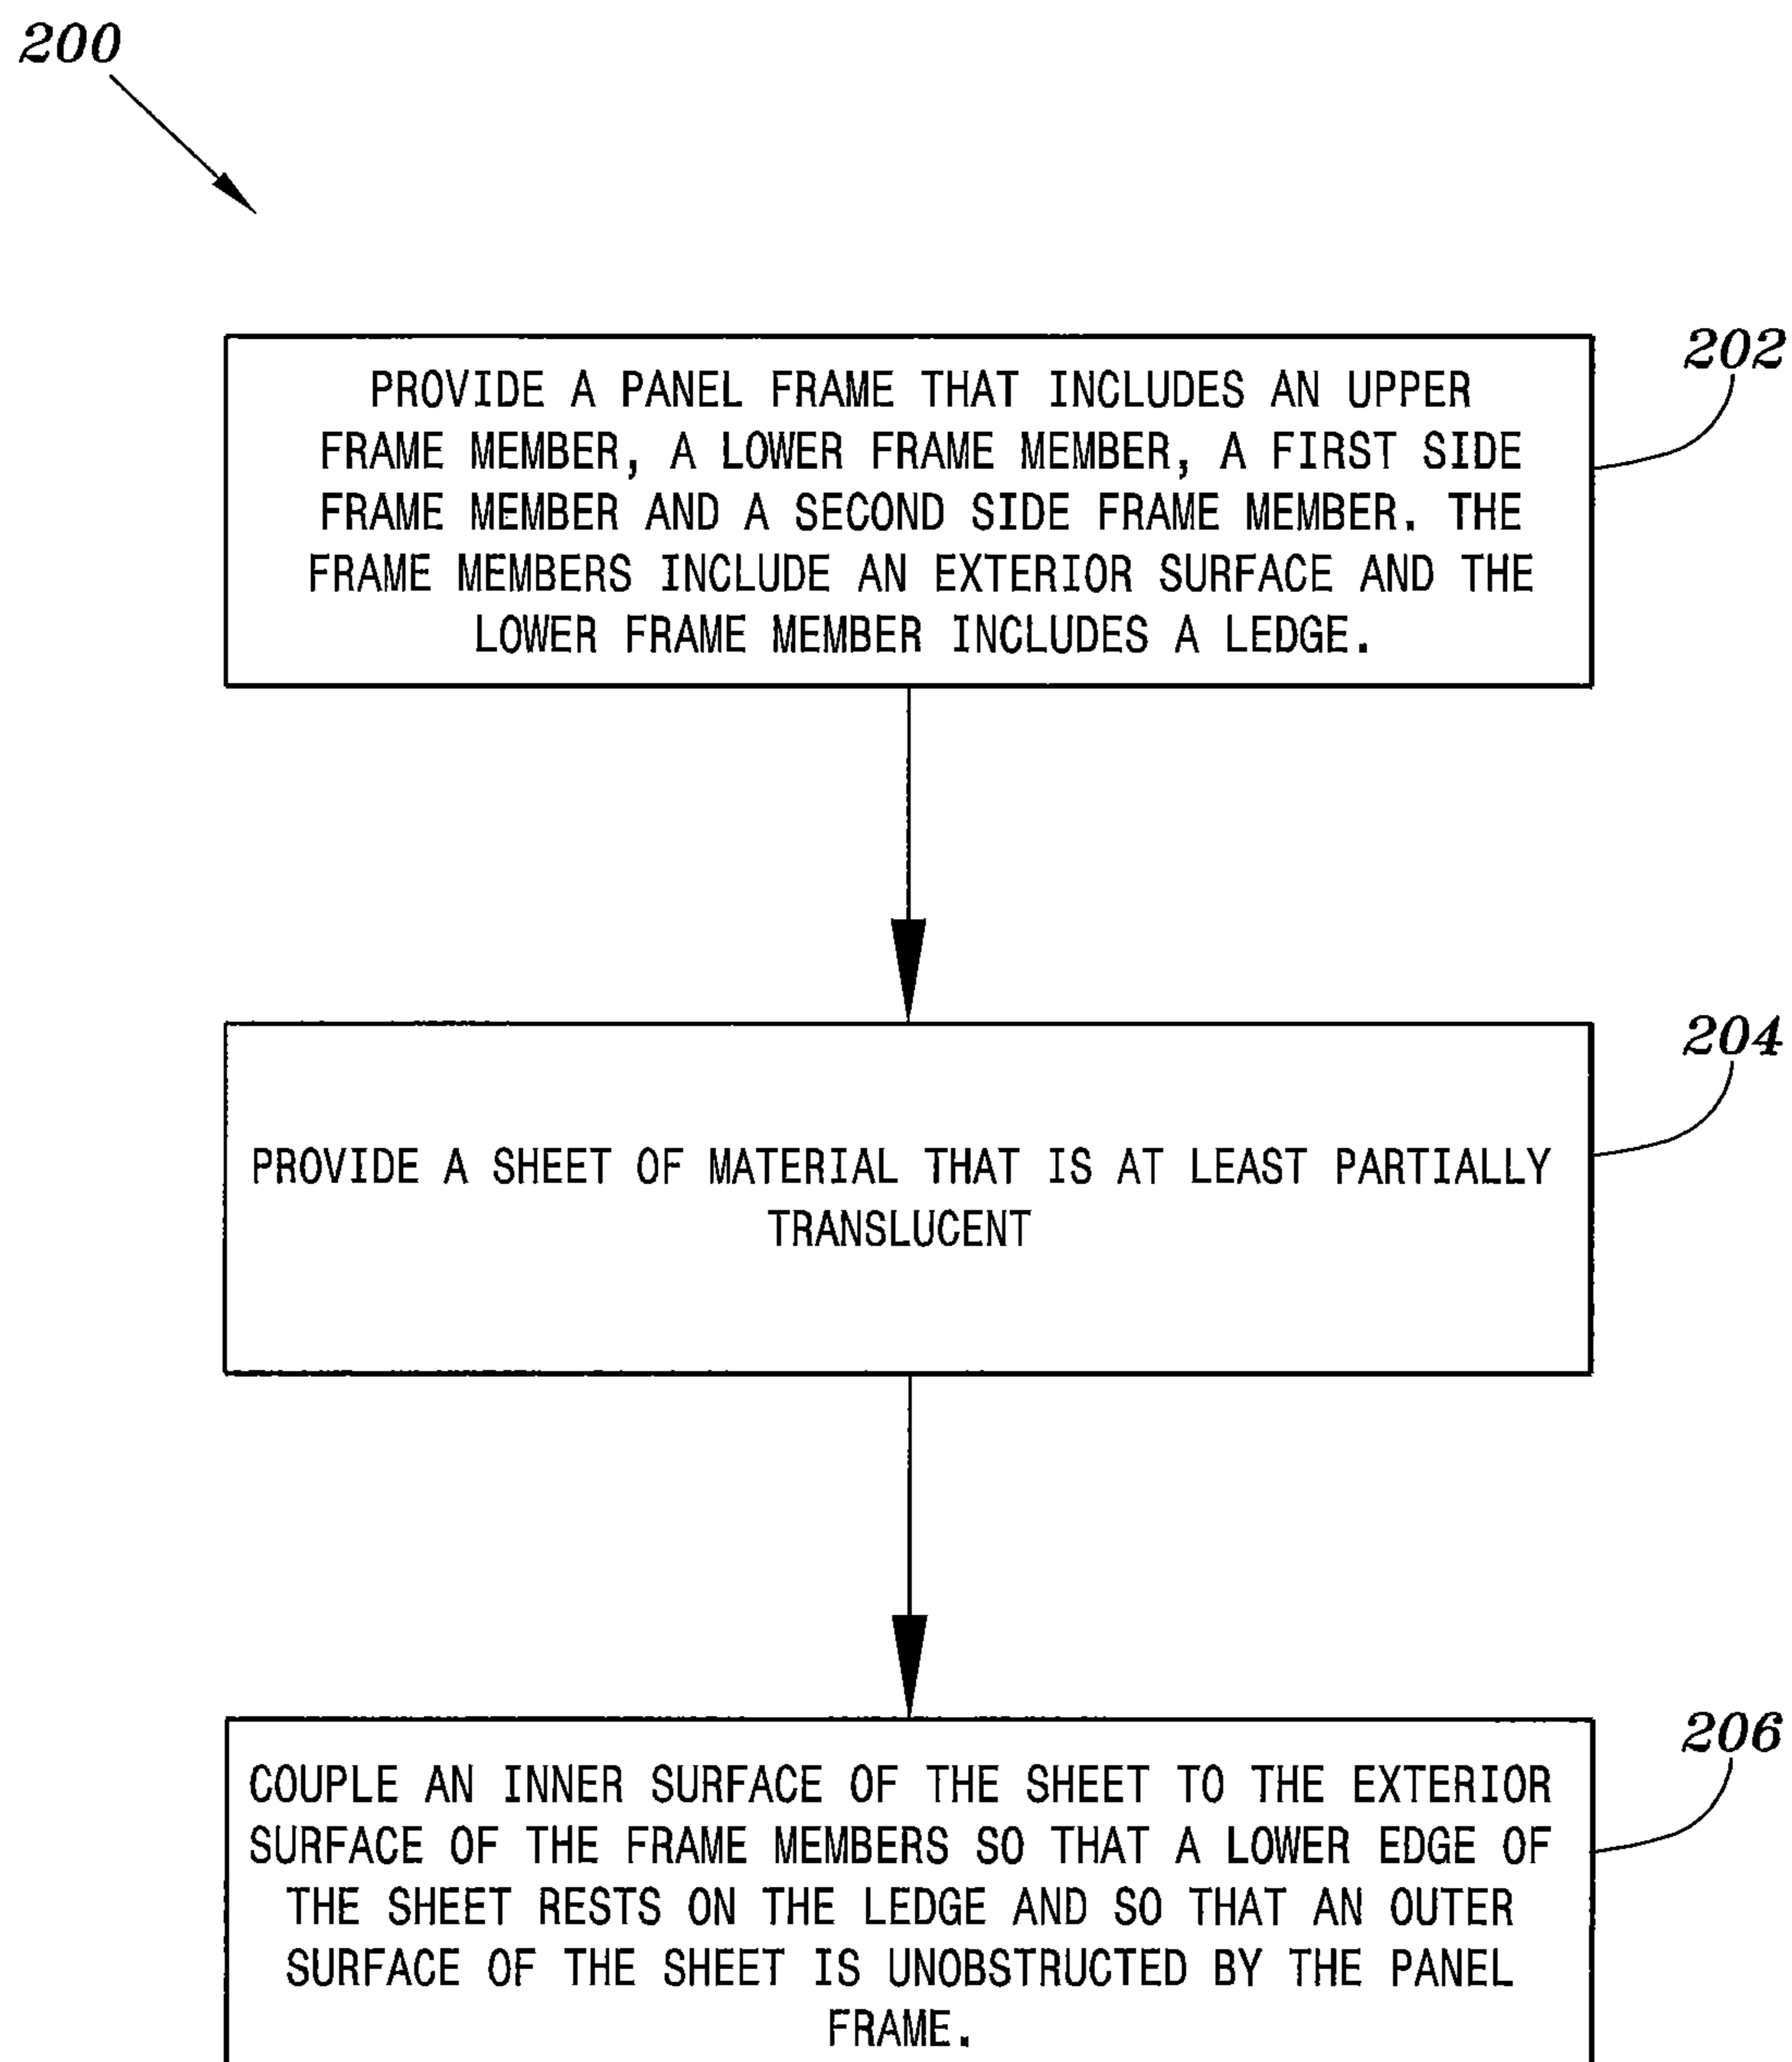 200
202
PROVIDE A PANEL FRAME THAT INCLUDES AN UPPER
FRAME MEMBER, A LOWER FRAME MEMBER, A FIRST SIDE
FRAME MEMBER AND A SECOND SIDE FRAME MEMBER. THE
FRAME MEMBERS INCLUDE AN EXTERIOR SURFACE AND THE
LOWER FRAME MEMBER INCLUDES A LEDGE.
204
PROVIDE A SHEET OF MATERIAL THAT IS AT LEAST PARTIALLY
TRANSLUCENT
206
COUPLE AN INNER SURFACE OF THE SHEET TO THE EXTERIOR
SURFACE OF THE FRAME MEMBERS SO THAT A LOWER EDGE OF
THE SHEET RESTS ON THE LEDGE AND SO THAT AN OUTER
SURFACE OF THE SHEET IS UNOBSTRUCTED BY THE PANEL
FRAME.